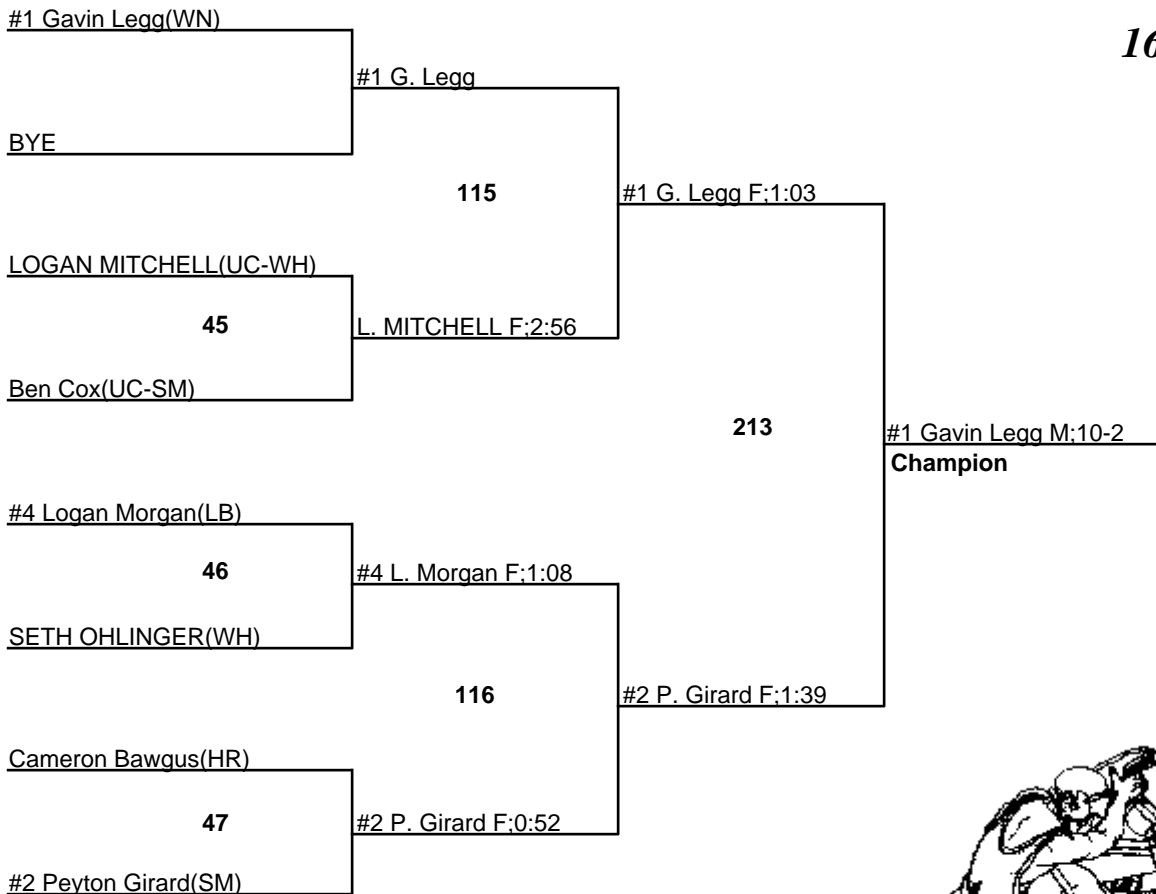 #1 Gavin Legg(WN)
16
#1 G. Legg
BYE
115
#1 G. Legg F;1:03
LOGAN MITCHELL(UC-WH)
45
L. MITCHELL F;2:56
Ben Cox(UC-SM)
213
#1 Gavin Legg M;10-2
Champion
#4 Logan Morgan(LB)
46
#4 L. Morgan F;1:08
SETH OHLINGER(WH)
116
#2 P. Girard F;1:39
Cameron Bawgus(HR)
47
#2 P. Girard F;0:52
#2 Peyton Girard(SM)